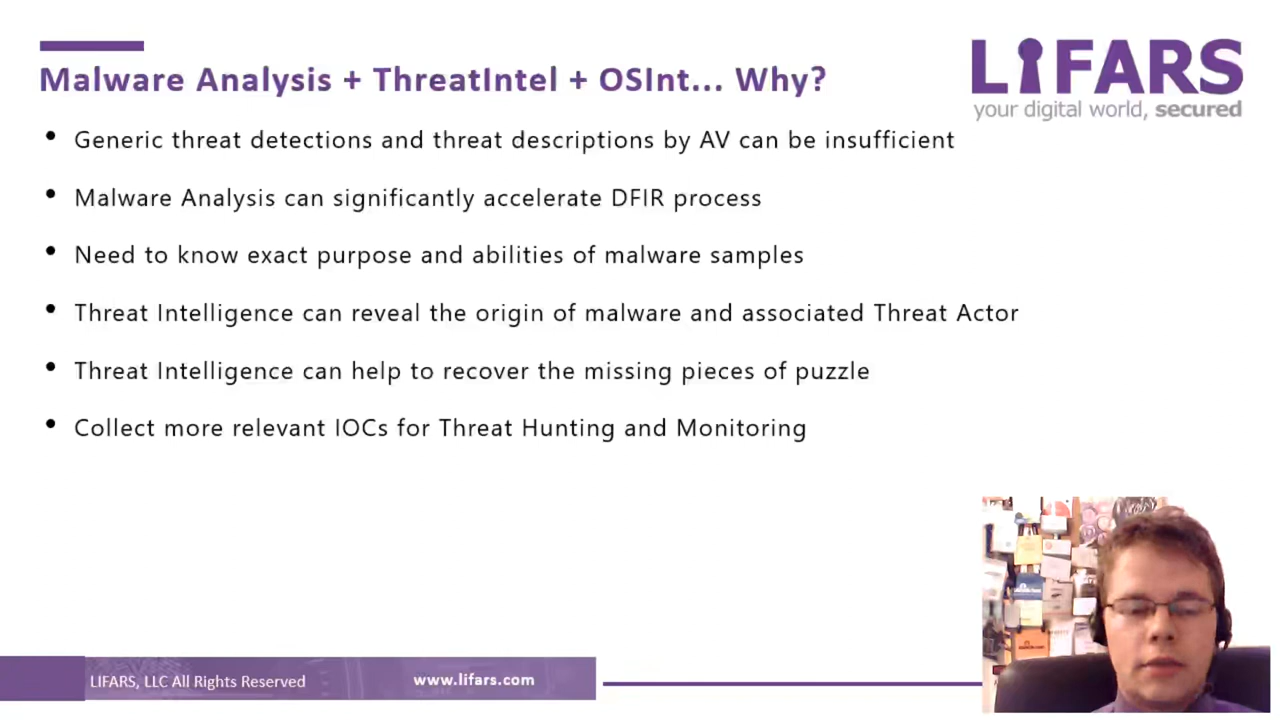 Malware Analysis + ThreatIntel + OSInt... Why?
LIFARS
your digital world, secured
• Generic threat detections and threat descriptions by AV can be insufficient
• Malware Analysis can significantly accelerate DFIR process
• Need to know exact purpose and abilities of malware samples
• Threat Intelligence can reveal the origin of malware and associated Threat Actor
• Threat Intelligence can help to recover the missing pieces of puzzle
• Collect more relevant IOCs for Threat Hunting and Monitoring
LIFARS, LLC All Rights Reserved
www.lifars.com